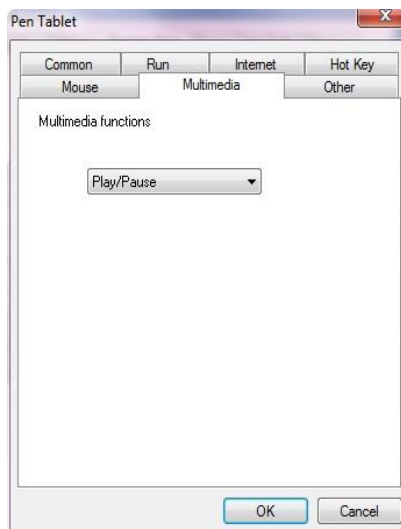 Pen Tablet
Common Run Internet Hot Key
Mouse Multimedia Other
Multimedia functions
Play/Pause
OK Cancel